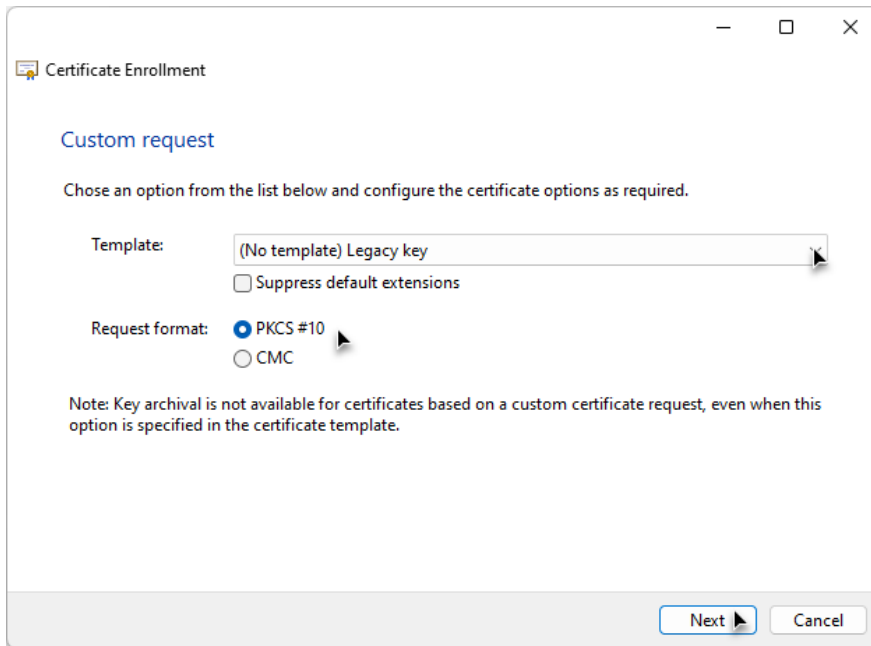 Certificate Enrollment
Custom request
Chose an option from the list below and configure the certificate options as required.
Template:
(No template) Legacy key
Suppress default extensions
Request format:
PKCS #10
CMC
Note: Key archival is not available for certificates based on a custom certificate request, even when this
option is specified in the certificate template.
Next
Cancel